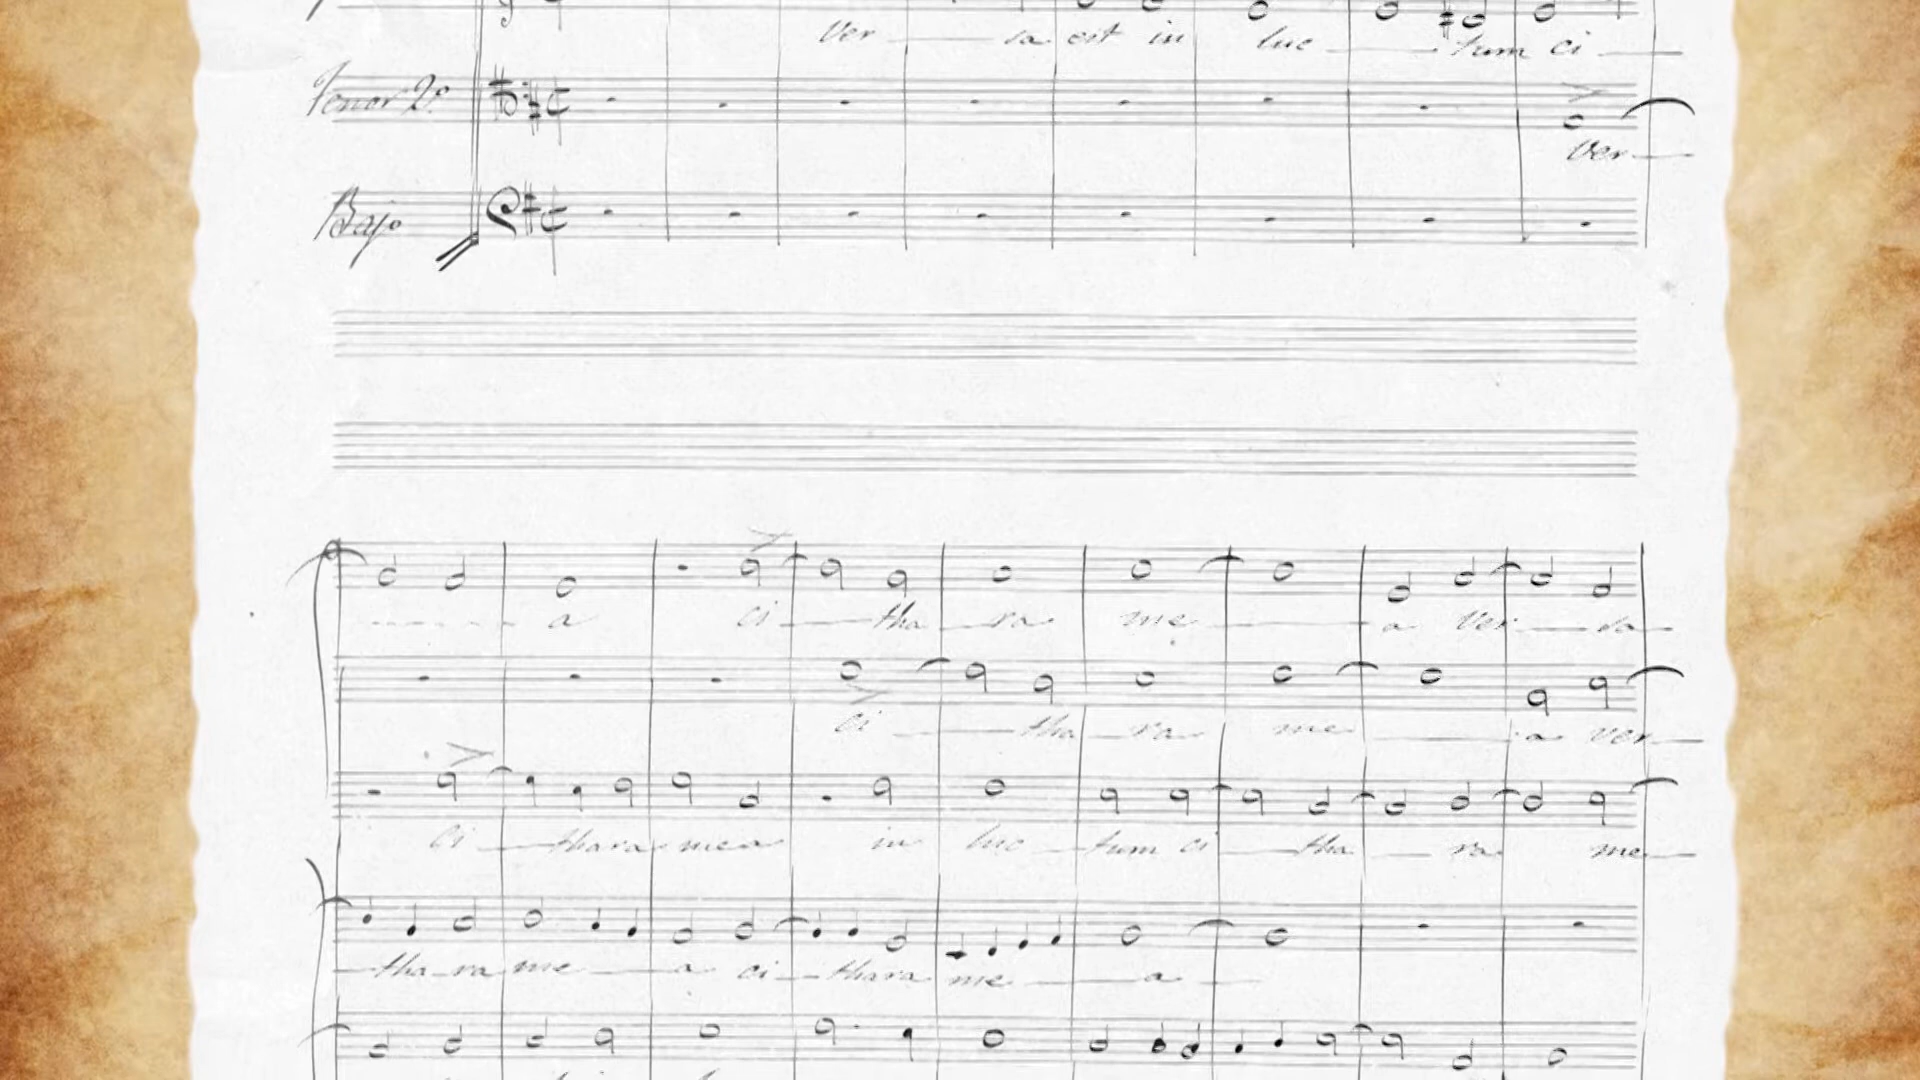 Ver — sa est in luc — tum ci —
Tenor 2º
Ver —
Bajo
a ci — tha — ra me — a Ver — sa —
ci — tha — ra me — a ver —
Ci — thara mea in luc — tum ci — tha — ra me —
— tha — ra me — a ci — thara me — a —